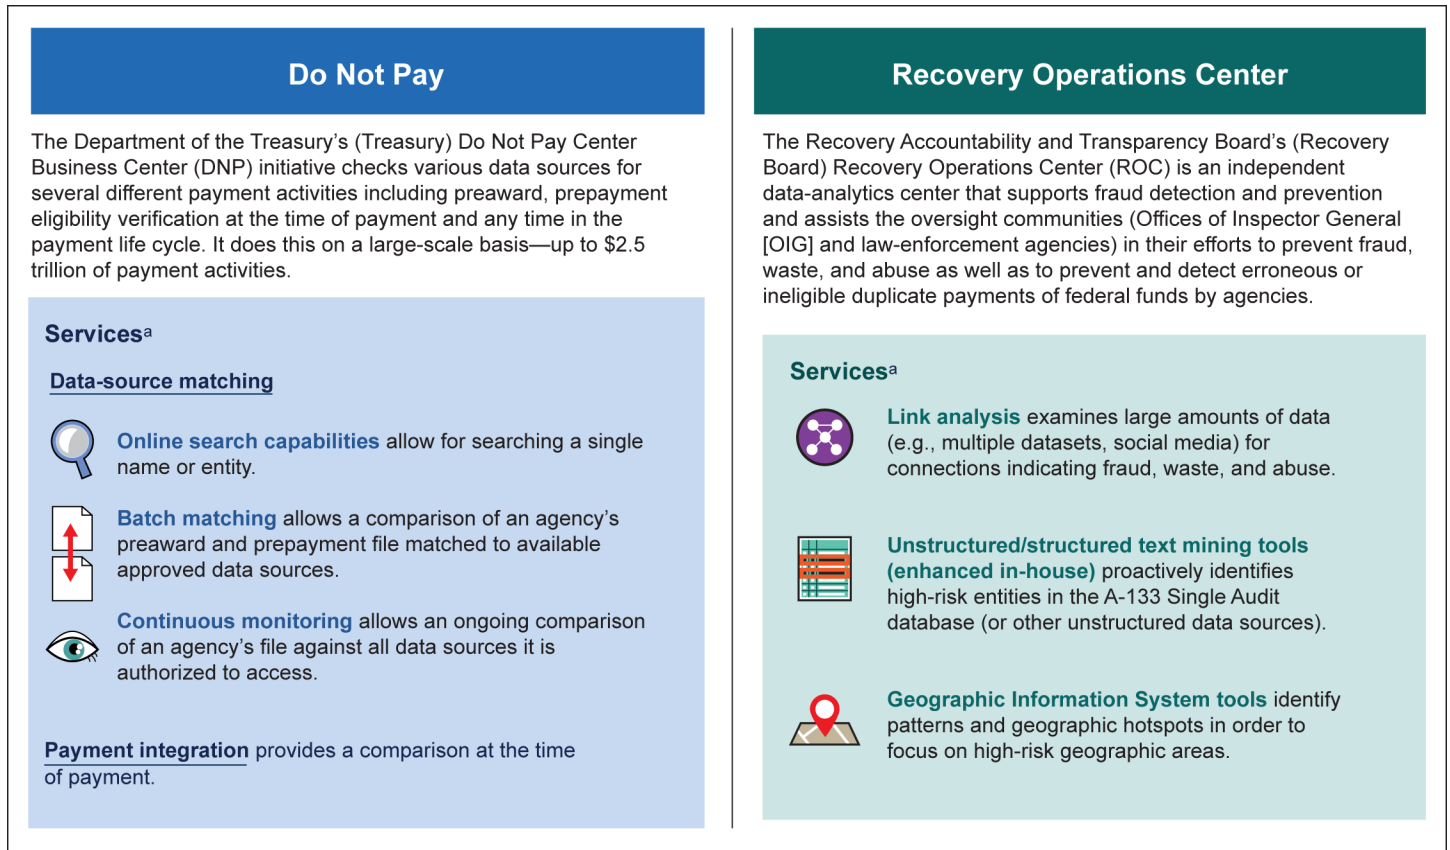 Do Not Pay
The Department of the Treasury’s (Treasury) Do Not Pay Center
Business Center (DNP) initiative checks various data sources for
several different payment activities including preaward, prepayment
eligibility verification at the time of payment and any time in the
payment life cycle. It does this on a large-scale basis—up to $2.5
trillion of payment activities.
Servicesa
Data-source matching
Online search capabilities allow for searching a single
name or entity.
Batch matching allows a comparison of an agency’s
preaward and prepayment file matched to available
approved data sources.
Continuous monitoring allows an ongoing comparison
of an agency’s file against all data sources it is
authorized to access.
Payment integration provides a comparison at the time
of payment.
Recovery Operations Center
The Recovery Accountability and Transparency Board’s (Recovery
Board) Recovery Operations Center (ROC) is an independent
data-analytics center that supports fraud detection and prevention
and assists the oversight communities (Offices of Inspector General
[OIG] and law-enforcement agencies) in their efforts to prevent fraud,
waste, and abuse as well as to prevent and detect erroneous or
ineligible duplicate payments of federal funds by agencies.
Servicesa
Link analysis examines large amounts of data
(e.g., multiple datasets, social media) for
connections indicating fraud, waste, and abuse.
Unstructured/structured text mining tools
(enhanced in-house) proactively identifies
high-risk entities in the A-133 Single Audit
database (or other unstructured data sources).
Geographic Information System tools identify
patterns and geographic hotspots in order to
focus on high-risk geographic areas.